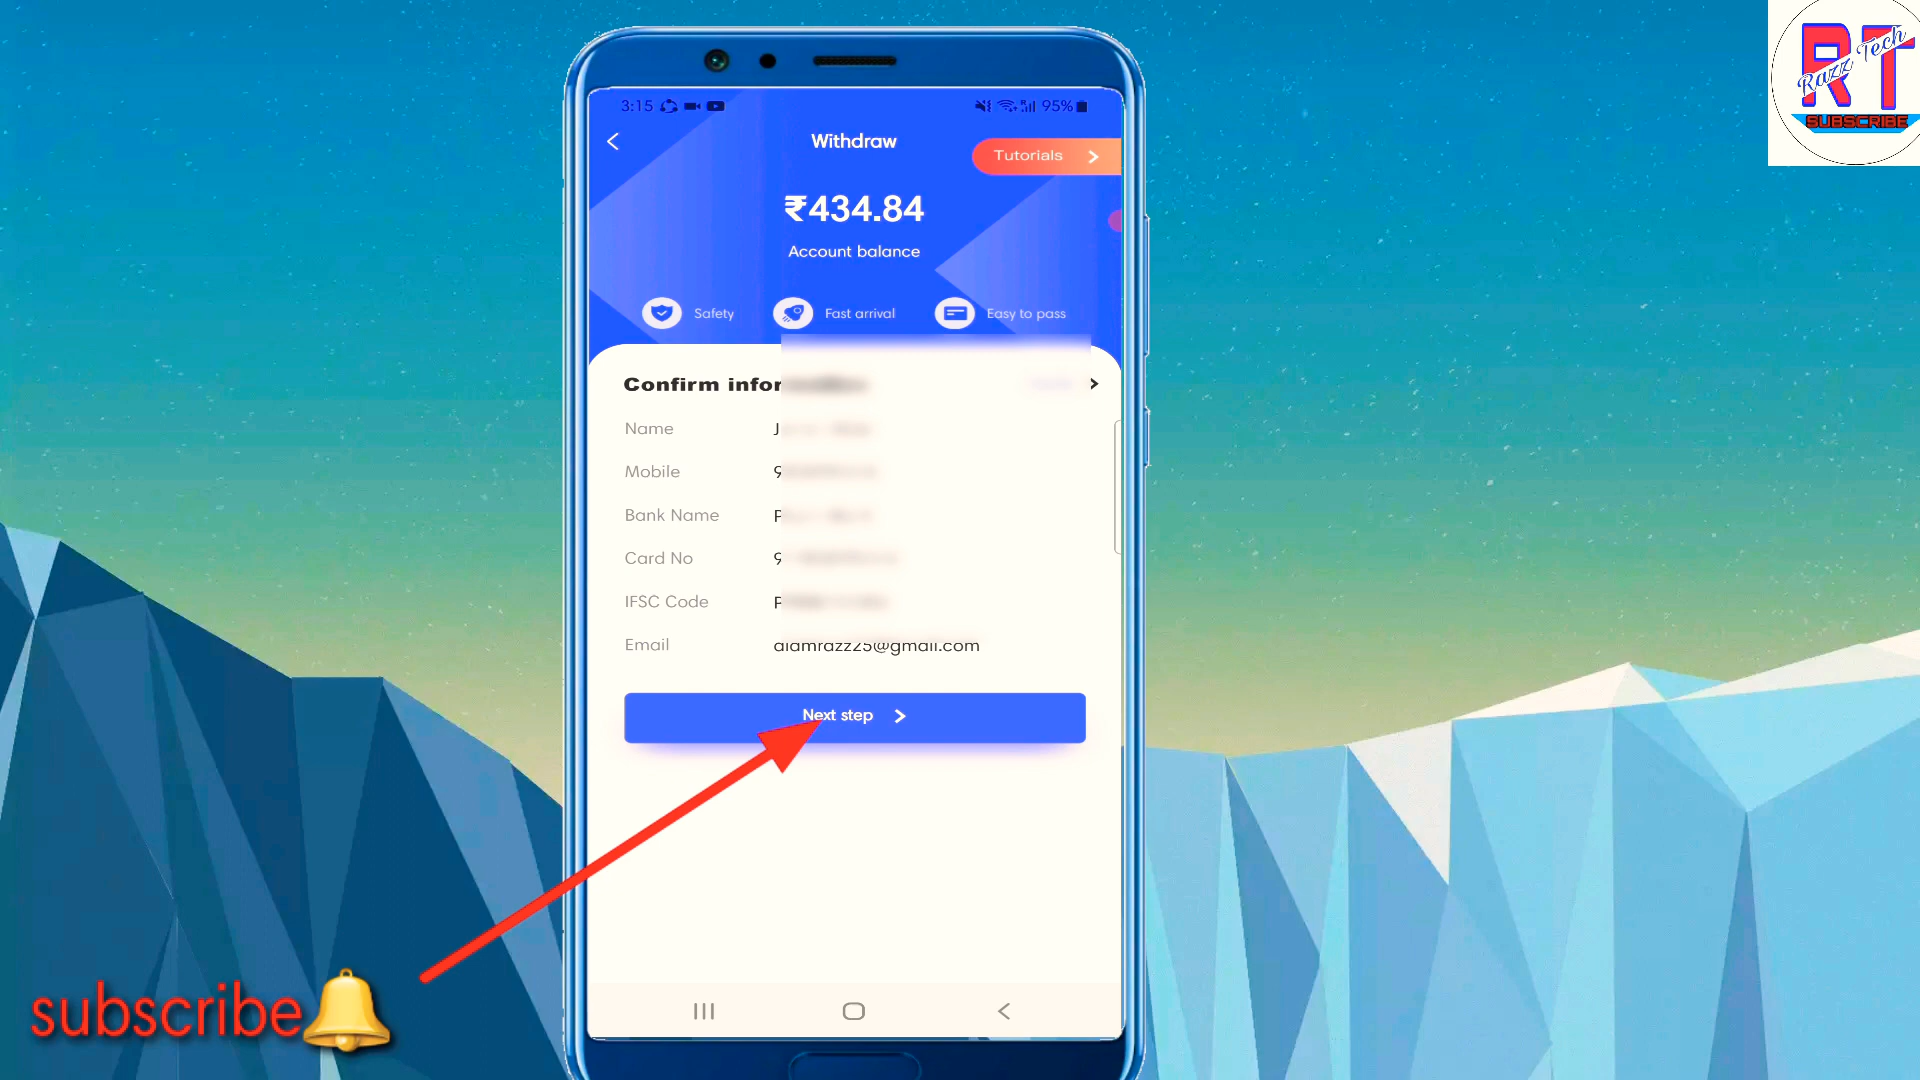 3:15
95%
Withdraw
Tutorials
₹434.84
Account balance
Safety
Fast arrival
Easy to pass
Confirm infor
Name J
Mobile 9
Bank Name P
Card No 9
IFSC Code P
Email alamrazz25@gmail.com
Next step
subscribe
RT
Razz Tech
SUBSCRIBE